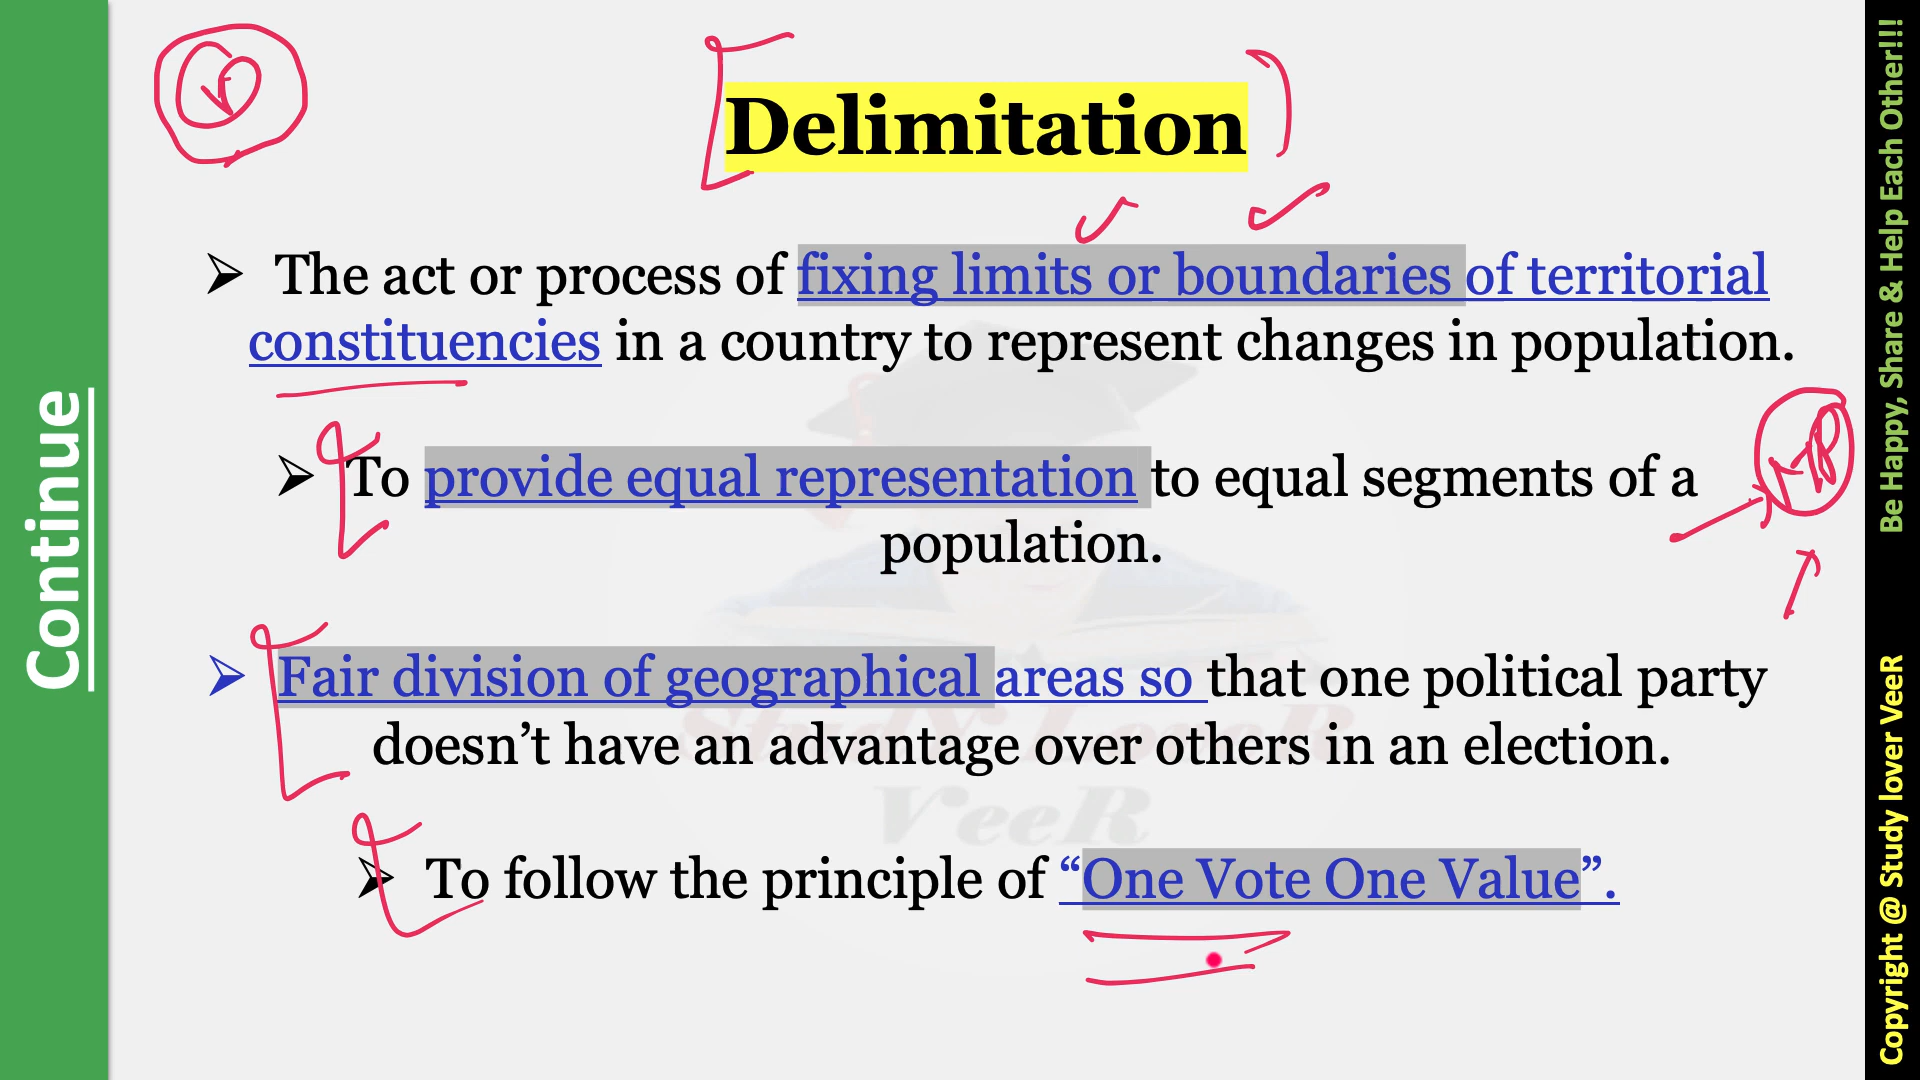 Delimitation
➢ The act or process of fixing limits or boundaries of territorial
constituencies in a country to represent changes in population.
➢ To provide equal representation to equal segments of a
population.
➢ Fair division of geographical areas so that one political party
doesn’t have an advantage over others in an election.
➢ To follow the principle of “One Vote One Value”.
Continue
Be Happy, Share & Help Each Other!!!
Copyright @ Study lover VeeR
Study LoveR
VeeR